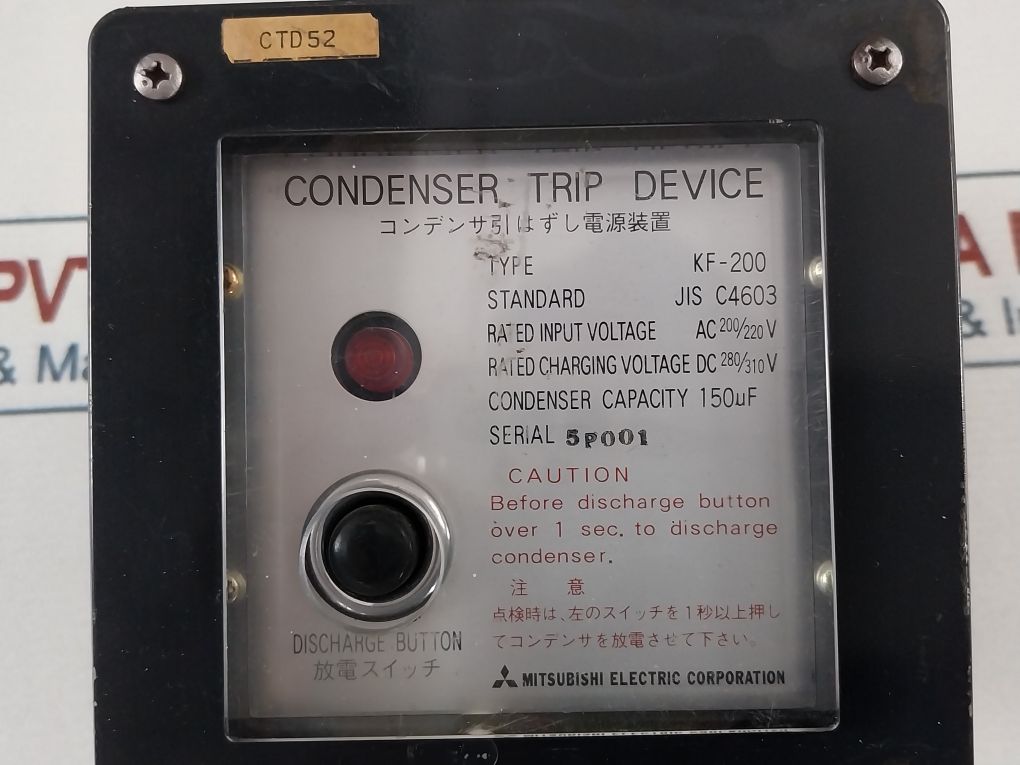 CTD52
CONDENSER TRIP DEVICE
コンデンサ引はずし電源装置
TYPE KF-200
STANDARD JIS C4603
RATED INPUT VOLTAGE AC 200/220 V
RATED CHARGING VOLTAGE DC 280/310 V
CONDENSER CAPACITY 150uF
SERIAL 5P001
CAUTION
Before discharge button
over 1 sec. to discharge
condenser.
注 意
点検時は、左のスイッチを1秒以上押し
てコンデンサを放電させて下さい。
DISCHARGE BUTTON
放電スイッチ
MITSUBISHI ELECTRIC CORPORATION